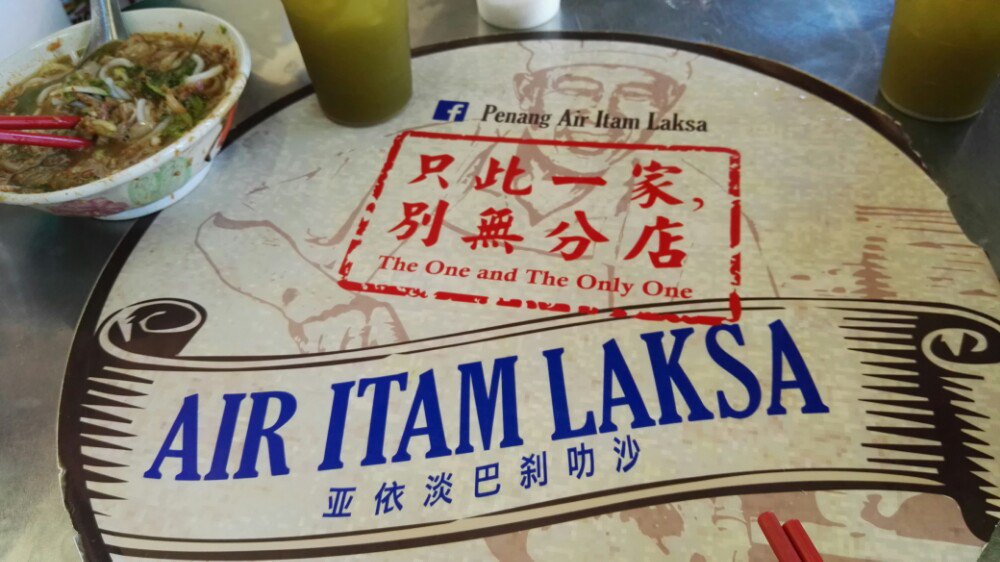 f Penang Air Itam Laksa
只此一家,
別無分店
The One and The Only One
AIR ITAM LAKSA
亚依淡巴刹叻沙